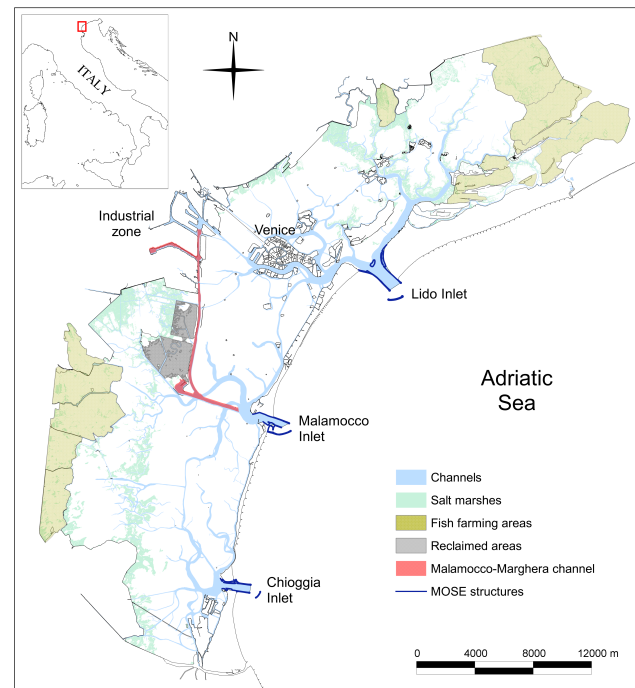 N
ITALY
Industrial
zone
Venice
Lido Inlet
Adriatic
Sea
Malamocco
Inlet
Channels
Salt marshes
Fish farming areas
Reclaimed areas
Malamocco-Marghera channel
MOSE structures
Chioggia
Inlet
0 4000 8000 12000 m